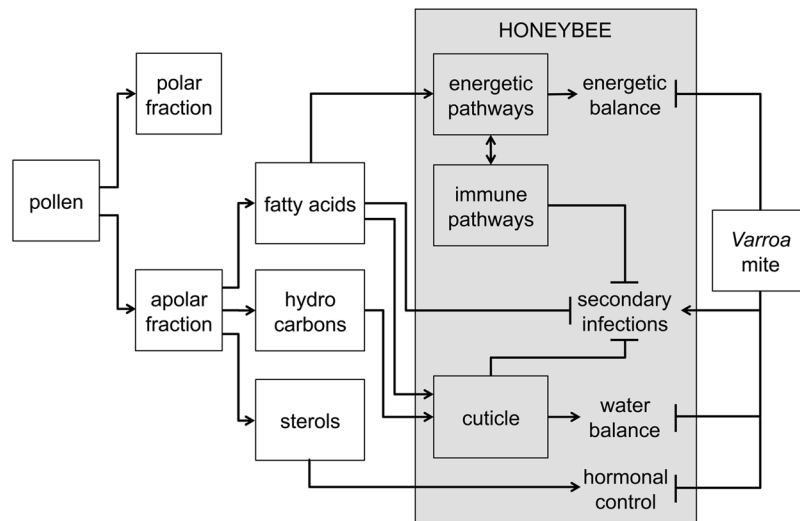 HONEYBEE
polar
fraction
energetic
pathways
energetic
balance
pollen
fatty acids
immune
pathways
Varroa
mite
apolar
fraction
hydro
carbons
secondary
infections
sterols
cuticle
water
balance
hormonal
control